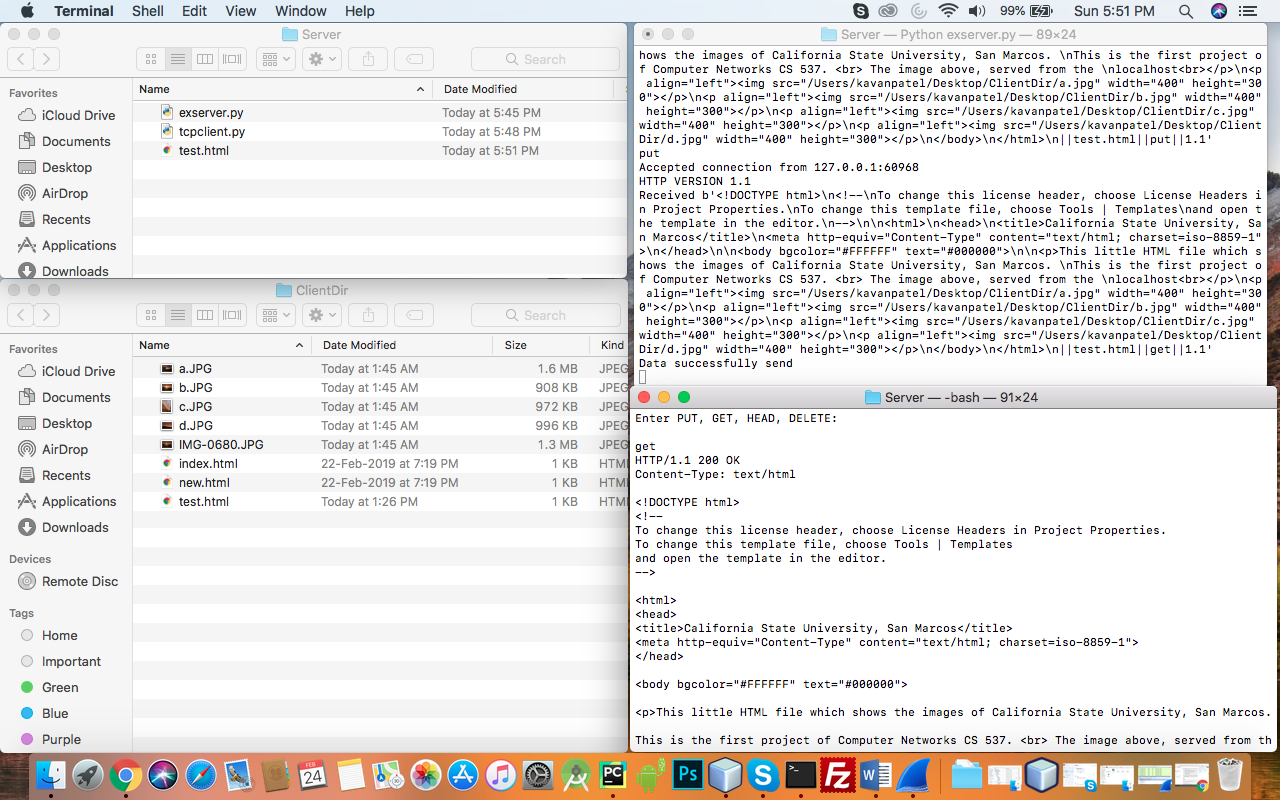 Terminal Shell Edit View Window Help 99% Sun 5:51 PM
Server
Search
Favorites
iCloud Drive
Documents
Desktop
AirDrop
Recents
Applications
Downloads
Name Date Modified
exserver.py Today at 5:45 PM
tcpclient.py Today at 5:48 PM
test.html Today at 5:51 PM
ClientDir
Search
Favorites
iCloud Drive
Documents
Desktop
AirDrop
Recents
Applications
Downloads
Devices
Remote Disc
Tags
Home
Important
Green
Blue
Purple
Name Date Modified Size Kind
a.JPG Today at 1:45 AM 1.6 MB JPEG
b.JPG Today at 1:45 AM 908 KB JPEG
c.JPG Today at 1:45 AM 972 KB JPEG
d.JPG Today at 1:45 AM 996 KB JPEG
IMG-0680.JPG Today at 1:45 AM 1.3 MB JPEG
index.html 22-Feb-2019 at 7:19 PM 1 KB HTM
new.html 22-Feb-2019 at 7:19 PM 1 KB HTM
test.html Today at 1:26 PM 1 KB HTM
Server — Python exserver.py — 89×24
hows the images of California State University, San Marcos. \nThis is the first project o
f Computer Networks CS 537. <br> The image above, served from the \nlocalhost<br></p>\n<p
 align="left"><img src="/Users/kavanpatel/Desktop/ClientDir/a.jpg" width="400" height="30
0"></p>\n<p align="left"><img src="/Users/kavanpatel/Desktop/ClientDir/b.jpg" width="400"
 height="300"></p>\n<p align="left"><img src="/Users/kavanpatel/Desktop/ClientDir/c.jpg" 
width="400" height="300"></p>\n<p align="left"><img src="/Users/kavanpatel/Desktop/Client
Dir/d.jpg" width="400" height="300"></p>\n</body>\n</html>\n||test.html||put||1.1'
put
Accepted connection from 127.0.0.1:60968
HTTP VERSION 1.1
Received b'<!DOCTYPE html>\n<!--\nTo change this license header, choose License Headers i
n Project Properties.\nTo change this template file, choose Tools | Templates\nand open t
he template in the editor.\n-->\n\n<html>\n<head>\n<title>California State University, Sa
n Marcos</title>\n<meta http-equiv="Content-Type" content="text/html; charset=iso-8859-1"
>\n</head>\n\n<body bgcolor="#FFFFFF" text="#000000">\n\n<p>This little HTML file which s
hows the images of California State University, San Marcos. \nThis is the first project o
f Computer Networks CS 537. <br> The image above, served from the \nlocalhost<br></p>\n<p
 align="left"><img src="/Users/kavanpatel/Desktop/ClientDir/a.jpg" width="400" height="30
0"></p>\n<p align="left"><img src="/Users/kavanpatel/Desktop/ClientDir/b.jpg" width="400"
 height="300"></p>\n<p align="left"><img src="/Users/kavanpatel/Desktop/ClientDir/c.jpg" 
width="400" height="300"></p>\n<p align="left"><img src="/Users/kavanpatel/Desktop/Client
Dir/d.jpg" width="400" height="300"></p>\n</body>\n</html>\n||test.html||get||1.1'
Data successfully send
Server — -bash — 91×24
Enter PUT, GET, HEAD, DELETE:
get
HTTP/1.1 200 OK
Content-Type: text/html
<!DOCTYPE html>
<!--
To change this license header, choose License Headers in Project Properties.
To change this template file, choose Tools | Templates
and open the template in the editor.
-->
<html>
<head>
<title>California State University, San Marcos</title>
<meta http-equiv="Content-Type" content="text/html; charset=iso-8859-1">
</head>
<body bgcolor="#FFFFFF" text="#000000">
<p>This little HTML file which shows the images of California State University, San Marcos.
This is the first project of Computer Networks CS 537. <br> The image above, served from th
FEB 24
PC
Ps
S
>_
Fz
W